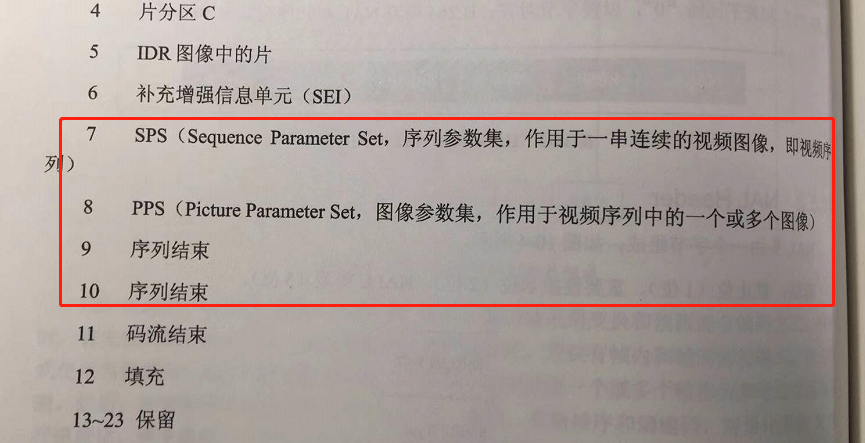 4 片分区 C
5 IDR 图像中的片
6 补充增强信息单元（SEI）
7 SPS（Sequence Parameter Set，序列参数集，作用于一串连续的视频图像，即视频序
列）
8 PPS（Picture Parameter Set，图像参数集，作用于视频序列中的一个或多个图像）
9 序列结束
10 序列结束
11 码流结束
12 填充
13~23 保留